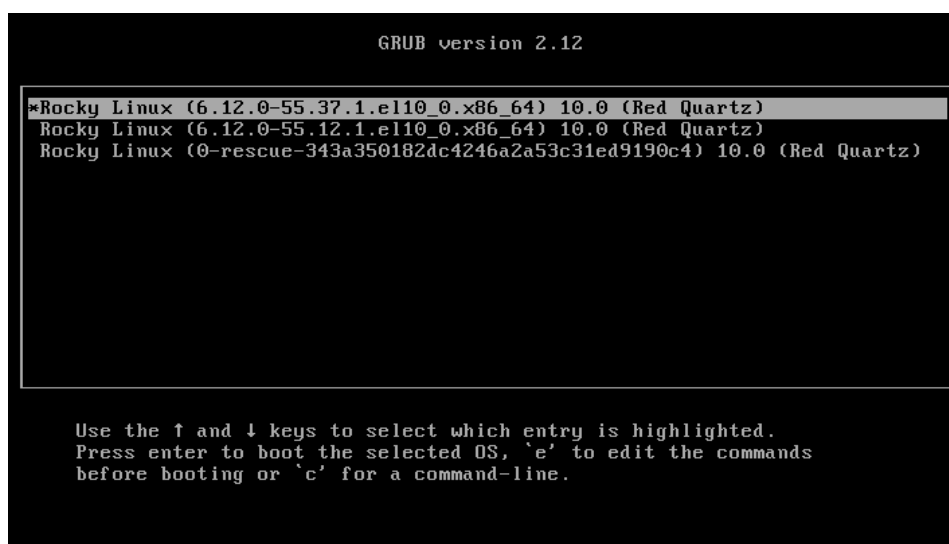 GRUB version 2.12
*Rocky Linux (6.12.0-55.37.1.el10_0.x86_64) 10.0 (Red Quartz)
Rocky Linux (6.12.0-55.12.1.el10_0.x86_64) 10.0 (Red Quartz)
Rocky Linux (0-rescue-343a350182dc4246a2a53c31ed9190c4) 10.0 (Red Quartz)
Use the ↑ and ↓ keys to select which entry is highlighted.
Press enter to boot the selected OS, `e' to edit the commands
before booting or `c' for a command-line.